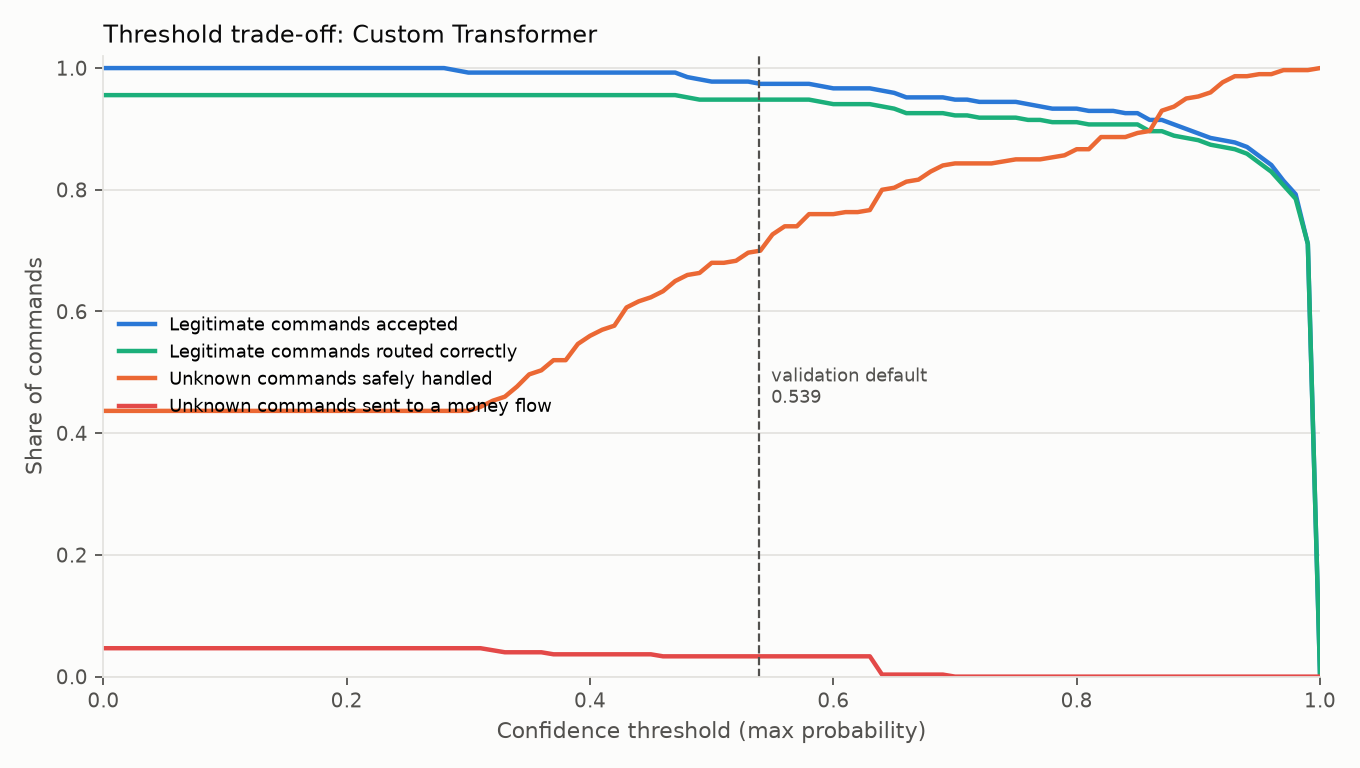 Threshold trade-off: Custom Transformer
1.0
0.8
0.6
0.4
0.2
0.0
Share of commands
Legitimate commands accepted
Legitimate commands routed correctly
Unknown commands safely handled
Unknown commands sent to a money flow
validation default
0.539
0.0 0.2 0.4 0.6 0.8 1.0
Confidence threshold (max probability)